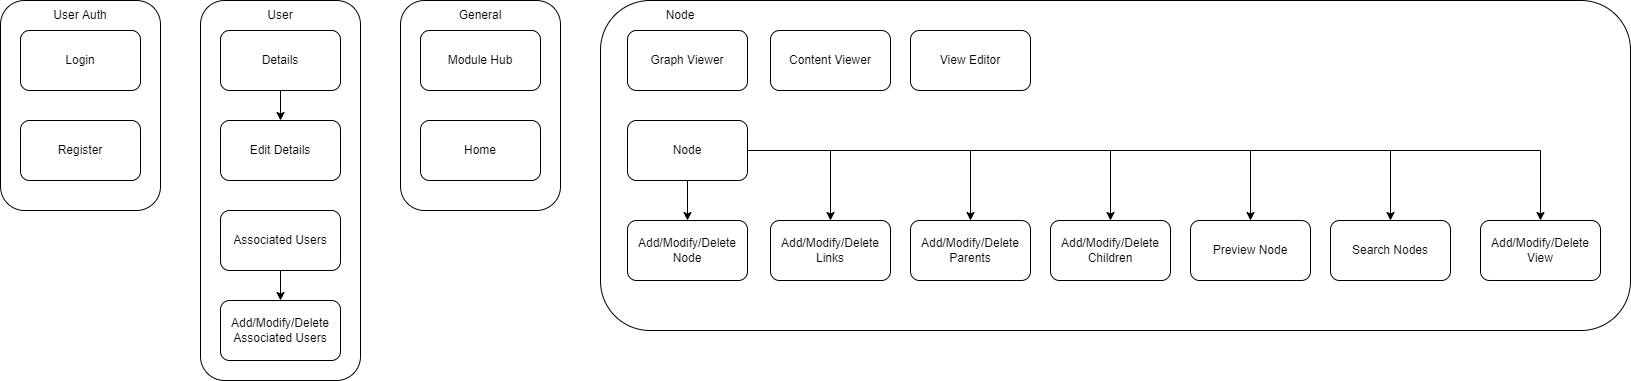 User Auth
Login
Register
User
Details
Edit Details
Associated Users
Add/Modify/Delete
Associated Users
General
Module Hub
Home
Node
Graph Viewer
Content Viewer
View Editor
Node
Add/Modify/Delete
Node
Add/Modify/Delete
Links
Add/Modify/Delete
Parents
Add/Modify/Delete
Children
Preview Node
Search Nodes
Add/Modify/Delete
View